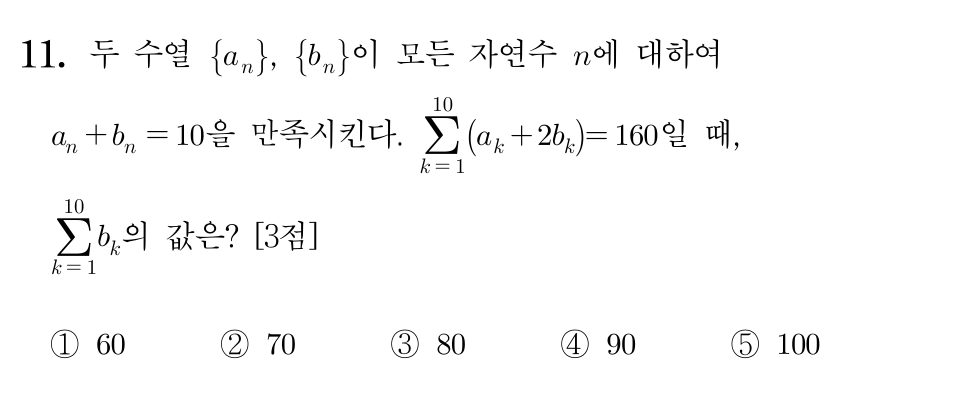 11. 두 수열 {aₙ}, {bₙ}이 모든 자연수 n에 대하여
aₙ + bₙ = 10을 만족시킨다. ∑_{k=1}^{10} (aₖ + 2bₖ) = 160일 때,
∑_{k=1}^{10} bₖ의 값은? [3점]
① 60 ② 70 ③ 80 ④ 90 ⑤ 100